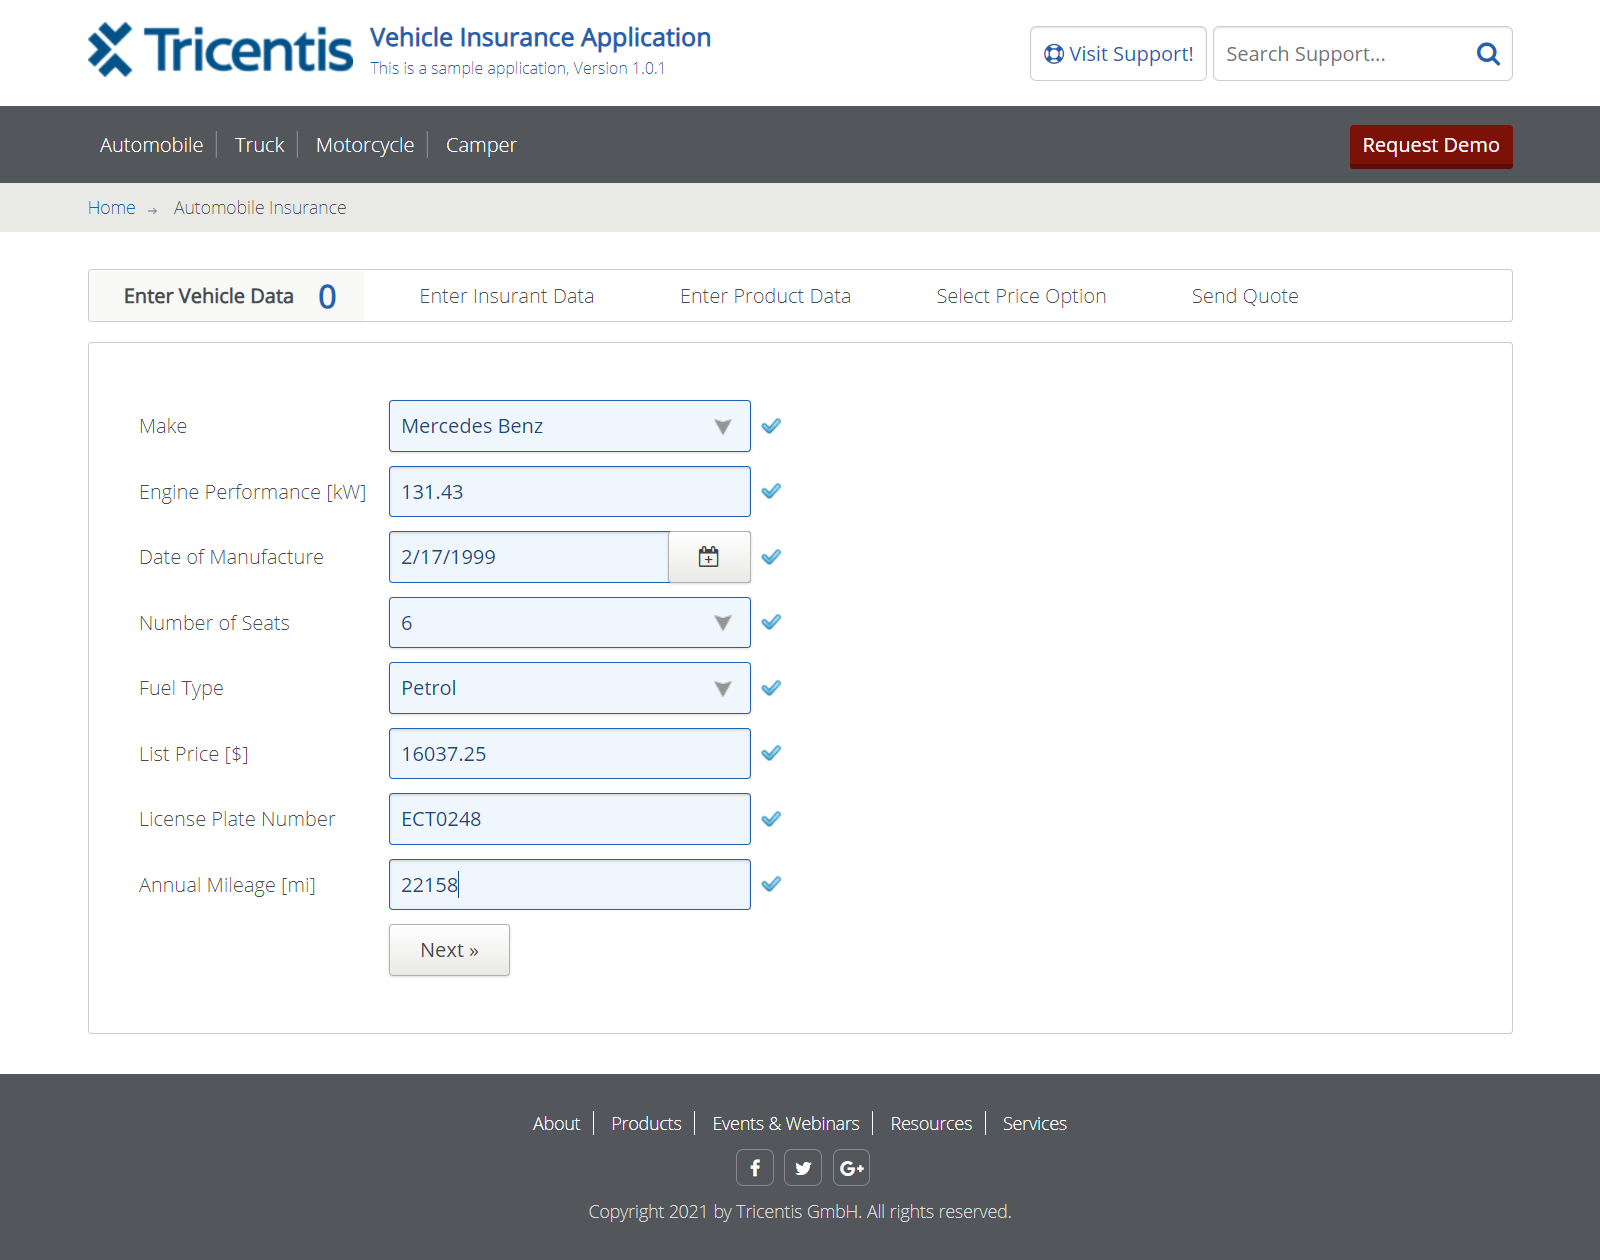 Tricentis
Vehicle Insurance Application
This is a sample application, Version 1.0.1
Visit Support!
Search Support...
Automobile
Truck
Motorcycle
Camper
Request Demo
Home → Automobile Insurance
Enter Vehicle Data 0
Enter Insurant Data
Enter Product Data
Select Price Option
Send Quote
Make
Mercedes Benz
Engine Performance [kW]
131.43
Date of Manufacture
2/17/1999
Number of Seats
6
Fuel Type
Petrol
List Price [$]
16037.25
License Plate Number
ECT0248
Annual Mileage [mi]
22158
Next »
About
Products
Events & Webinars
Resources
Services
f
G+
Copyright 2021 by Tricentis GmbH. All rights reserved.